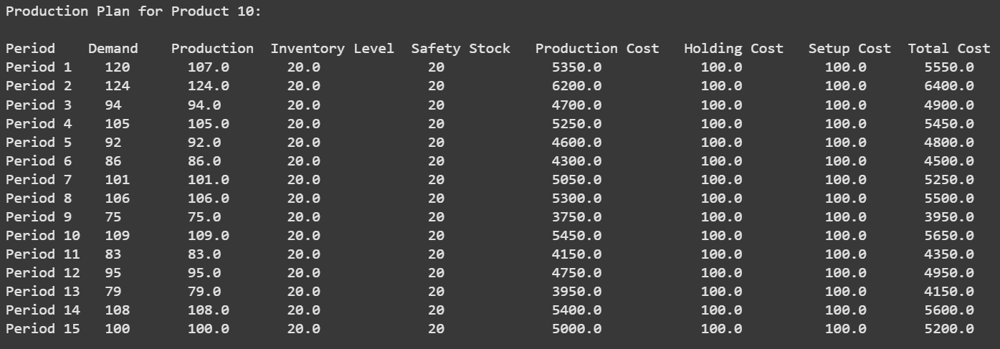 Production Plan for Product 10:
Period Demand Production Inventory Level Safety Stock Production Cost Holding Cost Setup Cost Total Cost
Period 1 120 107.0 20.0 20 5350.0 100.0 100.0 5550.0
Period 2 124 124.0 20.0 20 6200.0 100.0 100.0 6400.0
Period 3 94 94.0 20.0 20 4700.0 100.0 100.0 4900.0
Period 4 105 105.0 20.0 20 5250.0 100.0 100.0 5450.0
Period 5 92 92.0 20.0 20 4600.0 100.0 100.0 4800.0
Period 6 86 86.0 20.0 20 4300.0 100.0 100.0 4500.0
Period 7 101 101.0 20.0 20 5050.0 100.0 100.0 5250.0
Period 8 106 106.0 20.0 20 5300.0 100.0 100.0 5500.0
Period 9 75 75.0 20.0 20 3750.0 100.0 100.0 3950.0
Period 10 109 109.0 20.0 20 5450.0 100.0 100.0 5650.0
Period 11 83 83.0 20.0 20 4150.0 100.0 100.0 4350.0
Period 12 95 95.0 20.0 20 4750.0 100.0 100.0 4950.0
Period 13 79 79.0 20.0 20 3950.0 100.0 100.0 4150.0
Period 14 108 108.0 20.0 20 5400.0 100.0 100.0 5600.0
Period 15 100 100.0 20.0 20 5000.0 100.0 100.0 5200.0